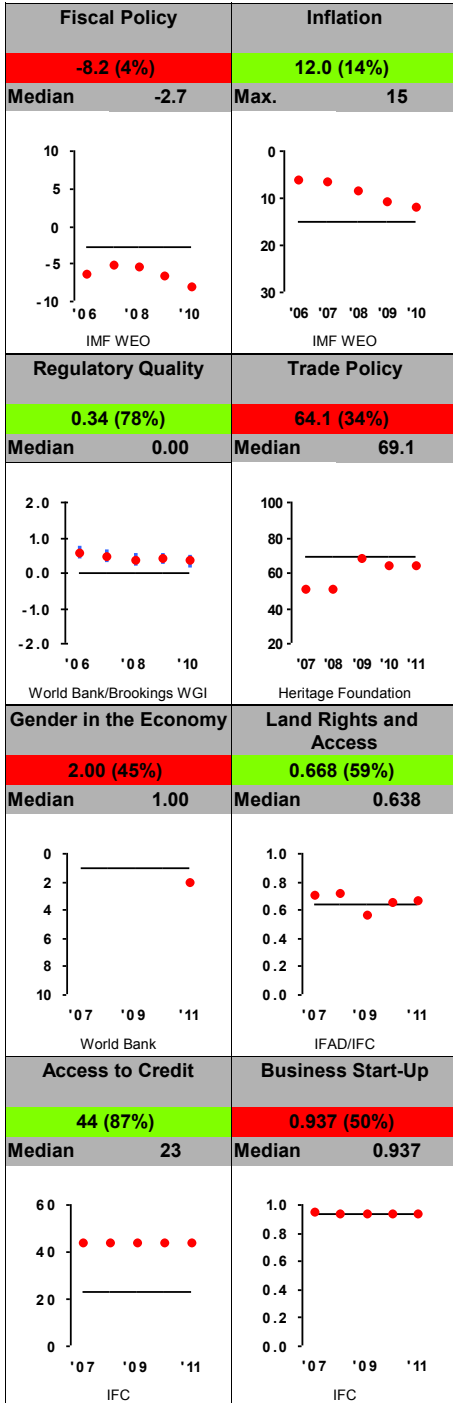 Fiscal Policy
-8.2 (4%)
Median -2.7
10
5
0
-5
-10
'06 '08 '10
IMF WEO
Inflation
12.0 (14%)
Max. 15
0
10
20
30
'06 '07 '08 '09 '10
IMF WEO
Regulatory Quality
0.34 (78%)
Median 0.00
2.0
1.0
0.0
-1.0
-2.0
'06 '08 '10
World Bank/Brookings WGI
Trade Policy
64.1 (34%)
Median 69.1
100
80
60
40
20
'07 '08 '09 '10 '11
Heritage Foundation
Gender in the Economy
2.00 (45%)
Median 1.00
0
2
4
6
8
10
'07 '09 '11
World Bank
Land Rights and
Access
0.668 (59%)
Median 0.638
1.0
0.8
0.6
0.4
0.2
0.0
'07 '09 '11
IFAD/IFC
Access to Credit
44 (87%)
Median 23
60
40
20
0
'07 '09 '11
IFC
Business Start-Up
0.937 (50%)
Median 0.937
1.0
0.8
0.6
0.4
0.2
0.0
'07 '09 '11
IFC